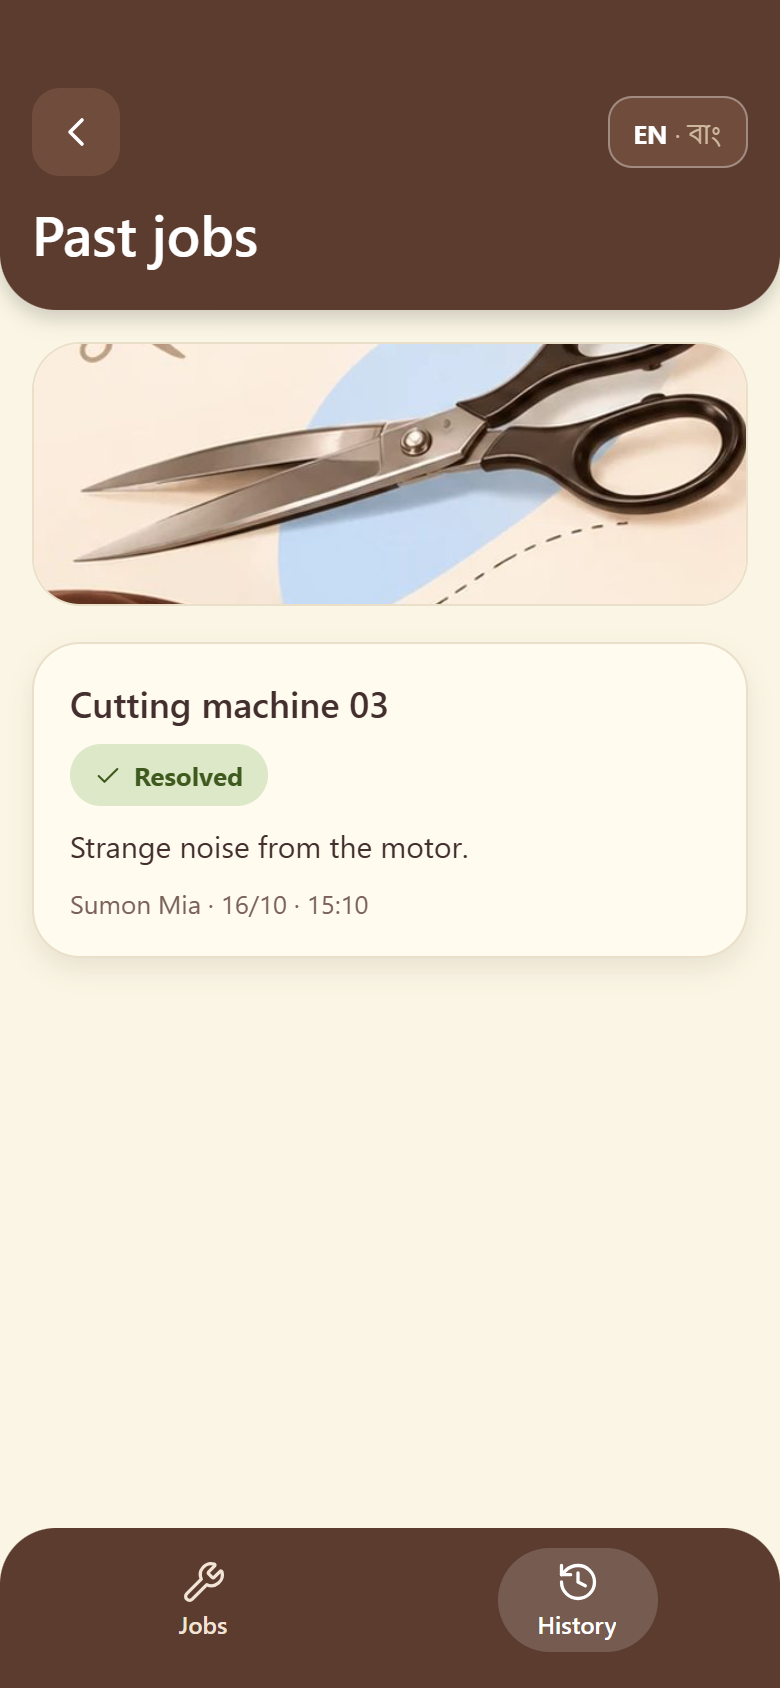 EN · বাং
Past jobs
Cutting machine 03
Resolved
Strange noise from the motor.
Sumon Mia · 16/10 · 15:10
Jobs
History